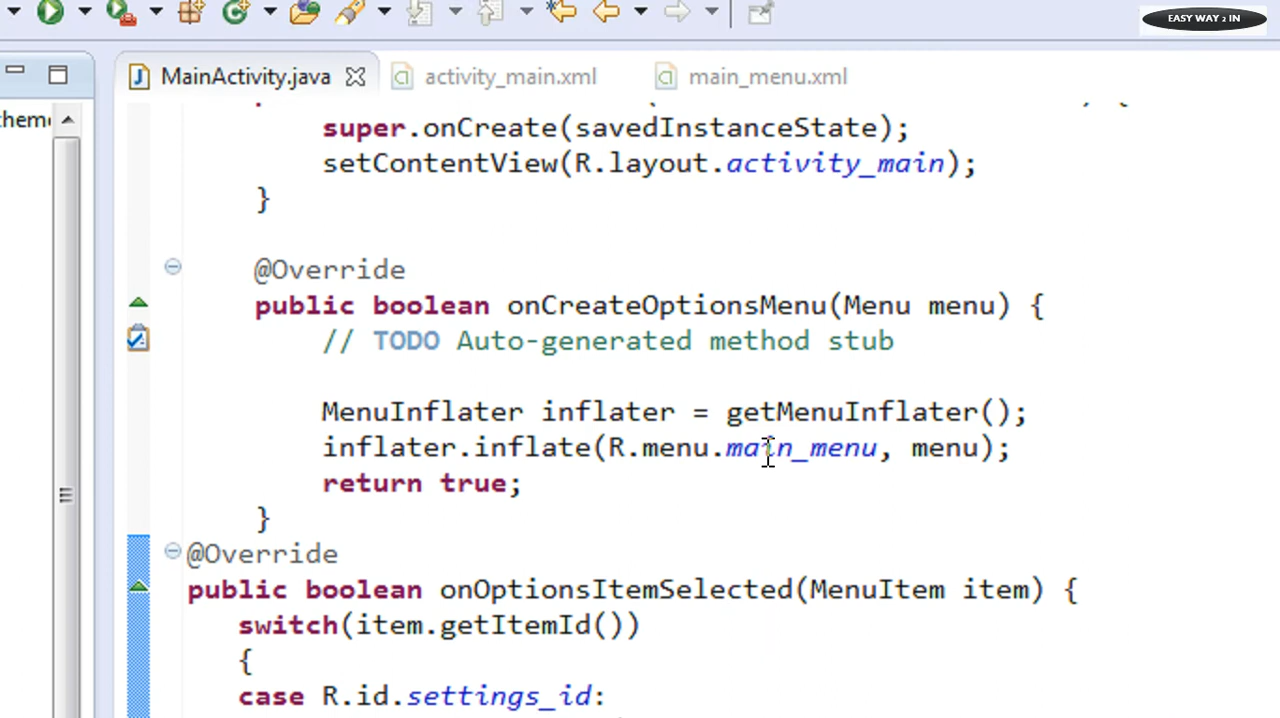 EASY WAY 2 IN
MainActivity.java activity_main.xml main_menu.xml
super.onCreate(savedInstanceState);
setContentView(R.layout.activity_main);
}
@Override
public boolean onCreateOptionsMenu(Menu menu) {
// TODO Auto-generated method stub
MenuInflater inflater = getMenuInflater();
inflater.inflate(R.menu.main_menu, menu);
return true;
}
@Override
public boolean onOptionsItemSelected(MenuItem item) {
switch(item.getItemId())
{
case R.id.settings_id: